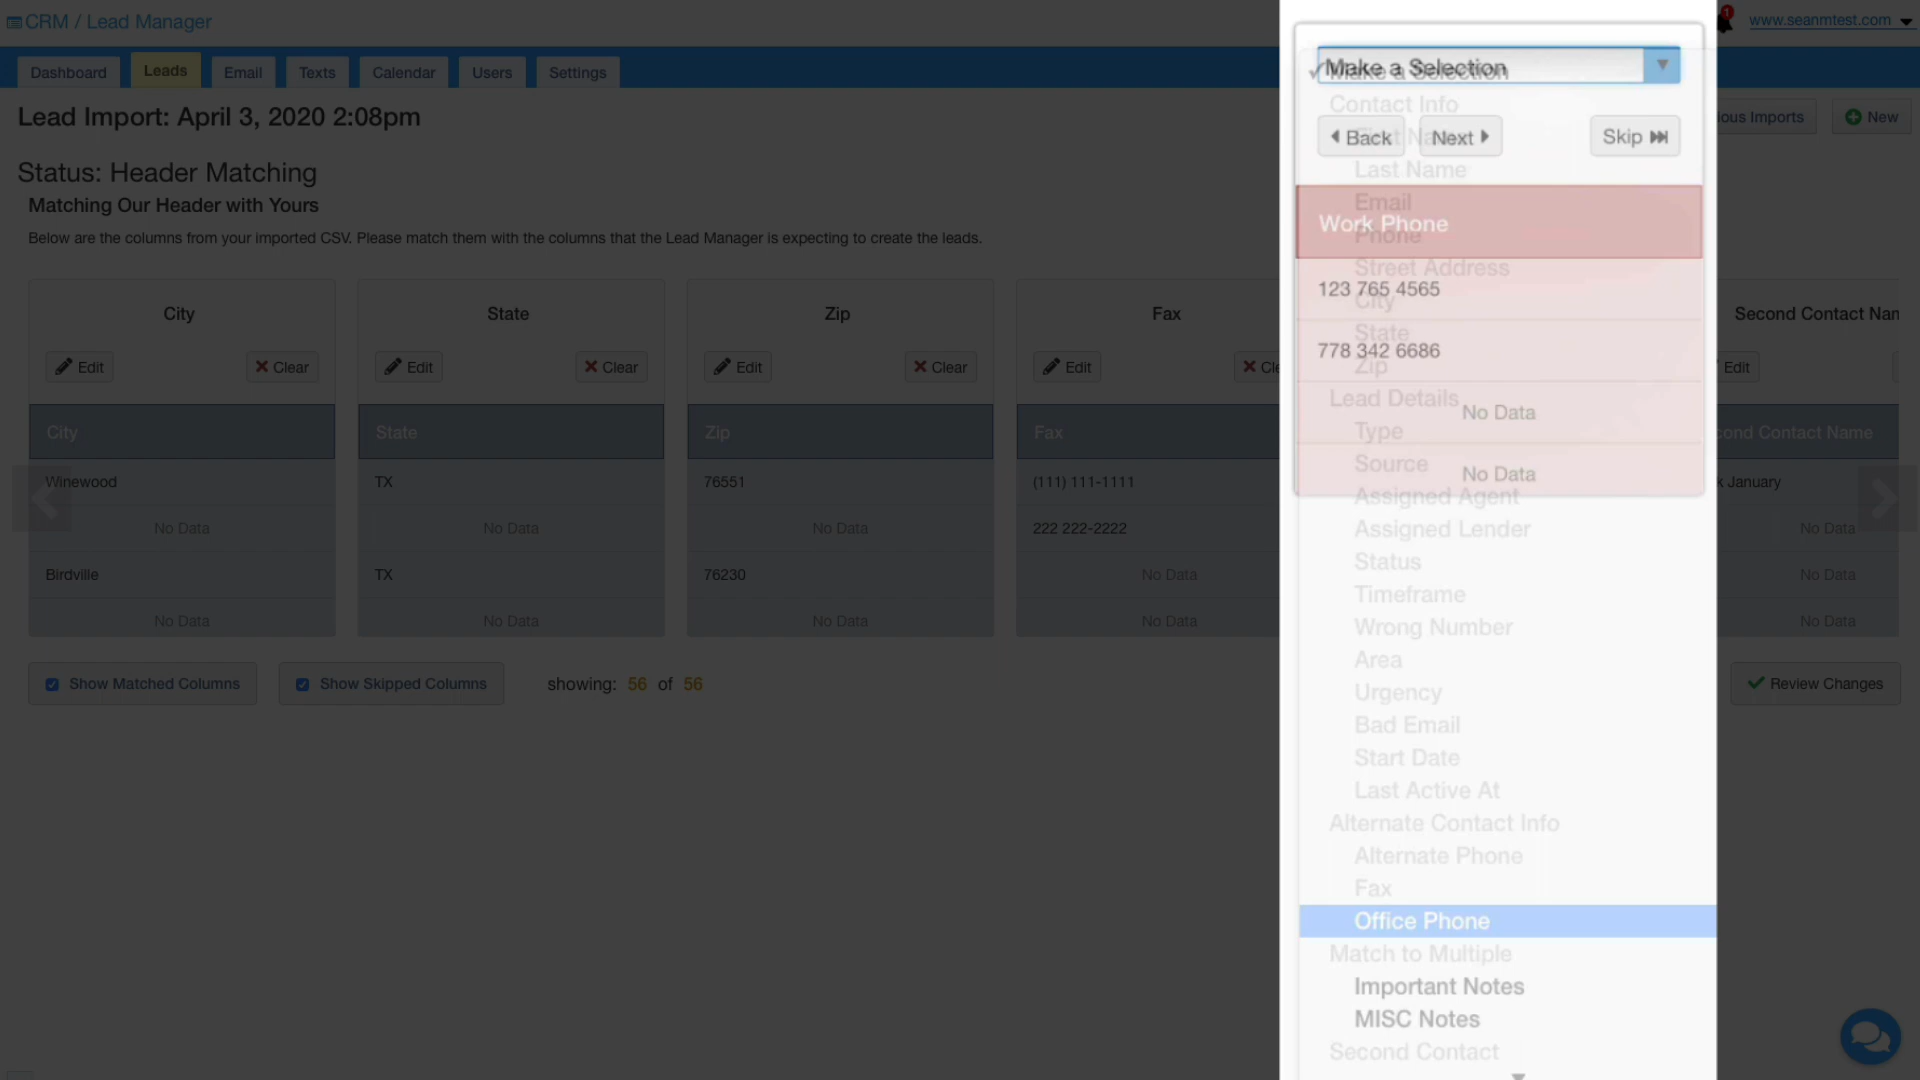 CRM / Lead Manager
1
www.seanmtest.com
Dashboard
Leads
Email
Texts
Calendar
Users
Settings
Lead Import: April 3, 2020 2:08pm
ious Imports
New
Status: Header Matching
Matching Our Header with Yours
Below are the columns from your imported CSV. Please match them with the columns that the Lead Manager is expecting to create the leads.
City
State
Zip
Fax
Second Contact Nan
Edit
Clear
Edit
Clear
Edit
Clear
Edit
Cle
Edit
City
State
Zip
Fax
cond Contact Name
Winewood
TX
76551
(111) 111-1111
k January
No Data
No Data
No Data
222 222-2222
No Data
Birdville
TX
76230
No Data
No Data
No Data
No Data
No Data
No Data
No Data
Show Matched Columns
Show Skipped Columns
showing: 56 of 56
Review Changes
Make a Selection
Back
Next
Skip
Work Phone
123 765 4565
778 342 6686
No Data
No Data
Make a Selection
Contact Info
First Name
Last Name
Email
Phone
Street Address
City
State
Zip
Lead Details
Type
Source
Assigned Agent
Assigned Lender
Status
Timeframe
Wrong Number
Area
Urgency
Bad Email
Start Date
Last Active At
Alternate Contact Info
Alternate Phone
Fax
Office Phone
Match to Multiple
Important Notes
MISC Notes
Second Contact